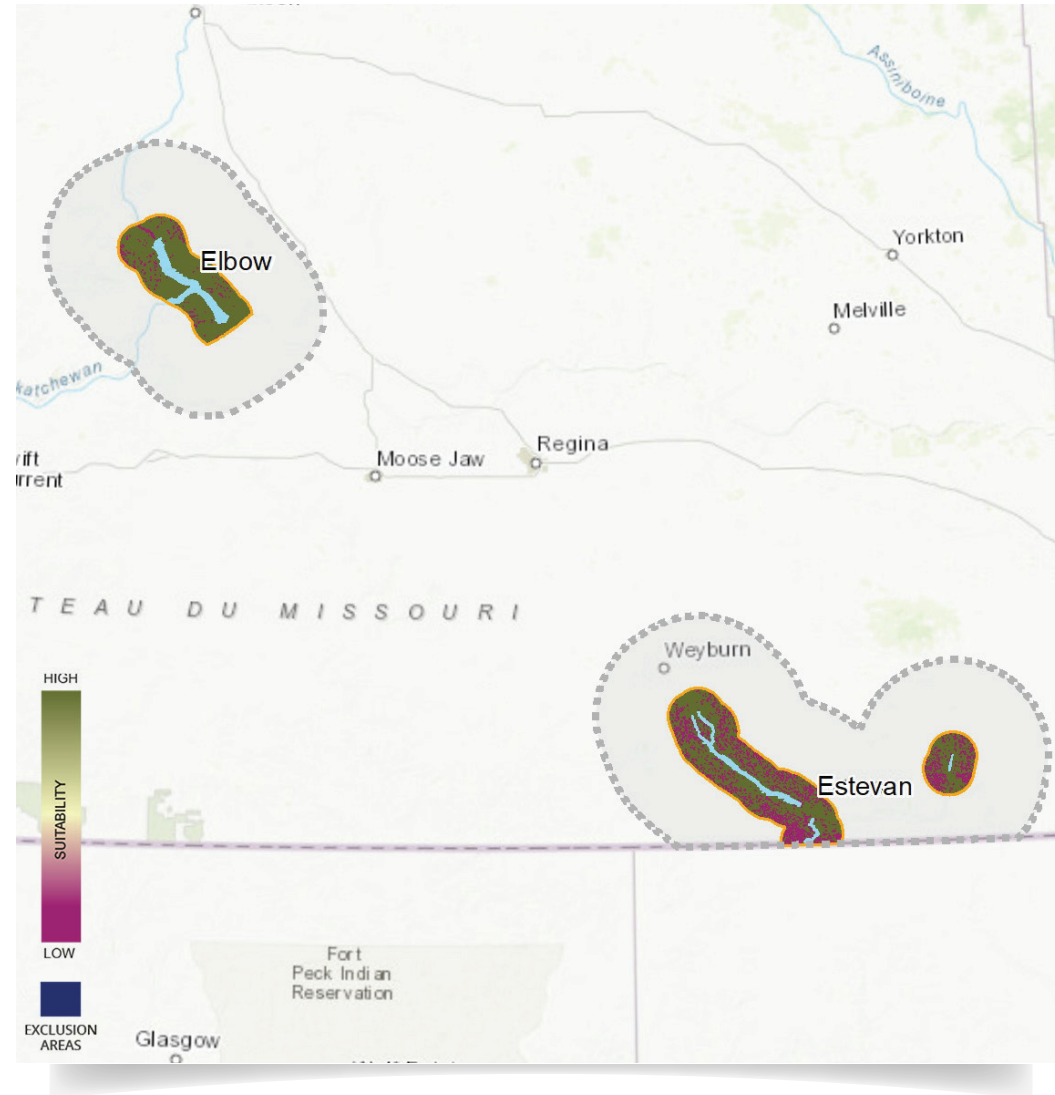 Assiniboine
Yorkton
Elbow
Melville
katchewan
Regina
Moose Jaw
ift
rrent
TEAU DU MISSOURI
Weyburn
HIGH
SUITABILITY
LOW
Estevan
Fort
Peck Indian
Reservation
EXCLUSION
AREAS
Glasgow